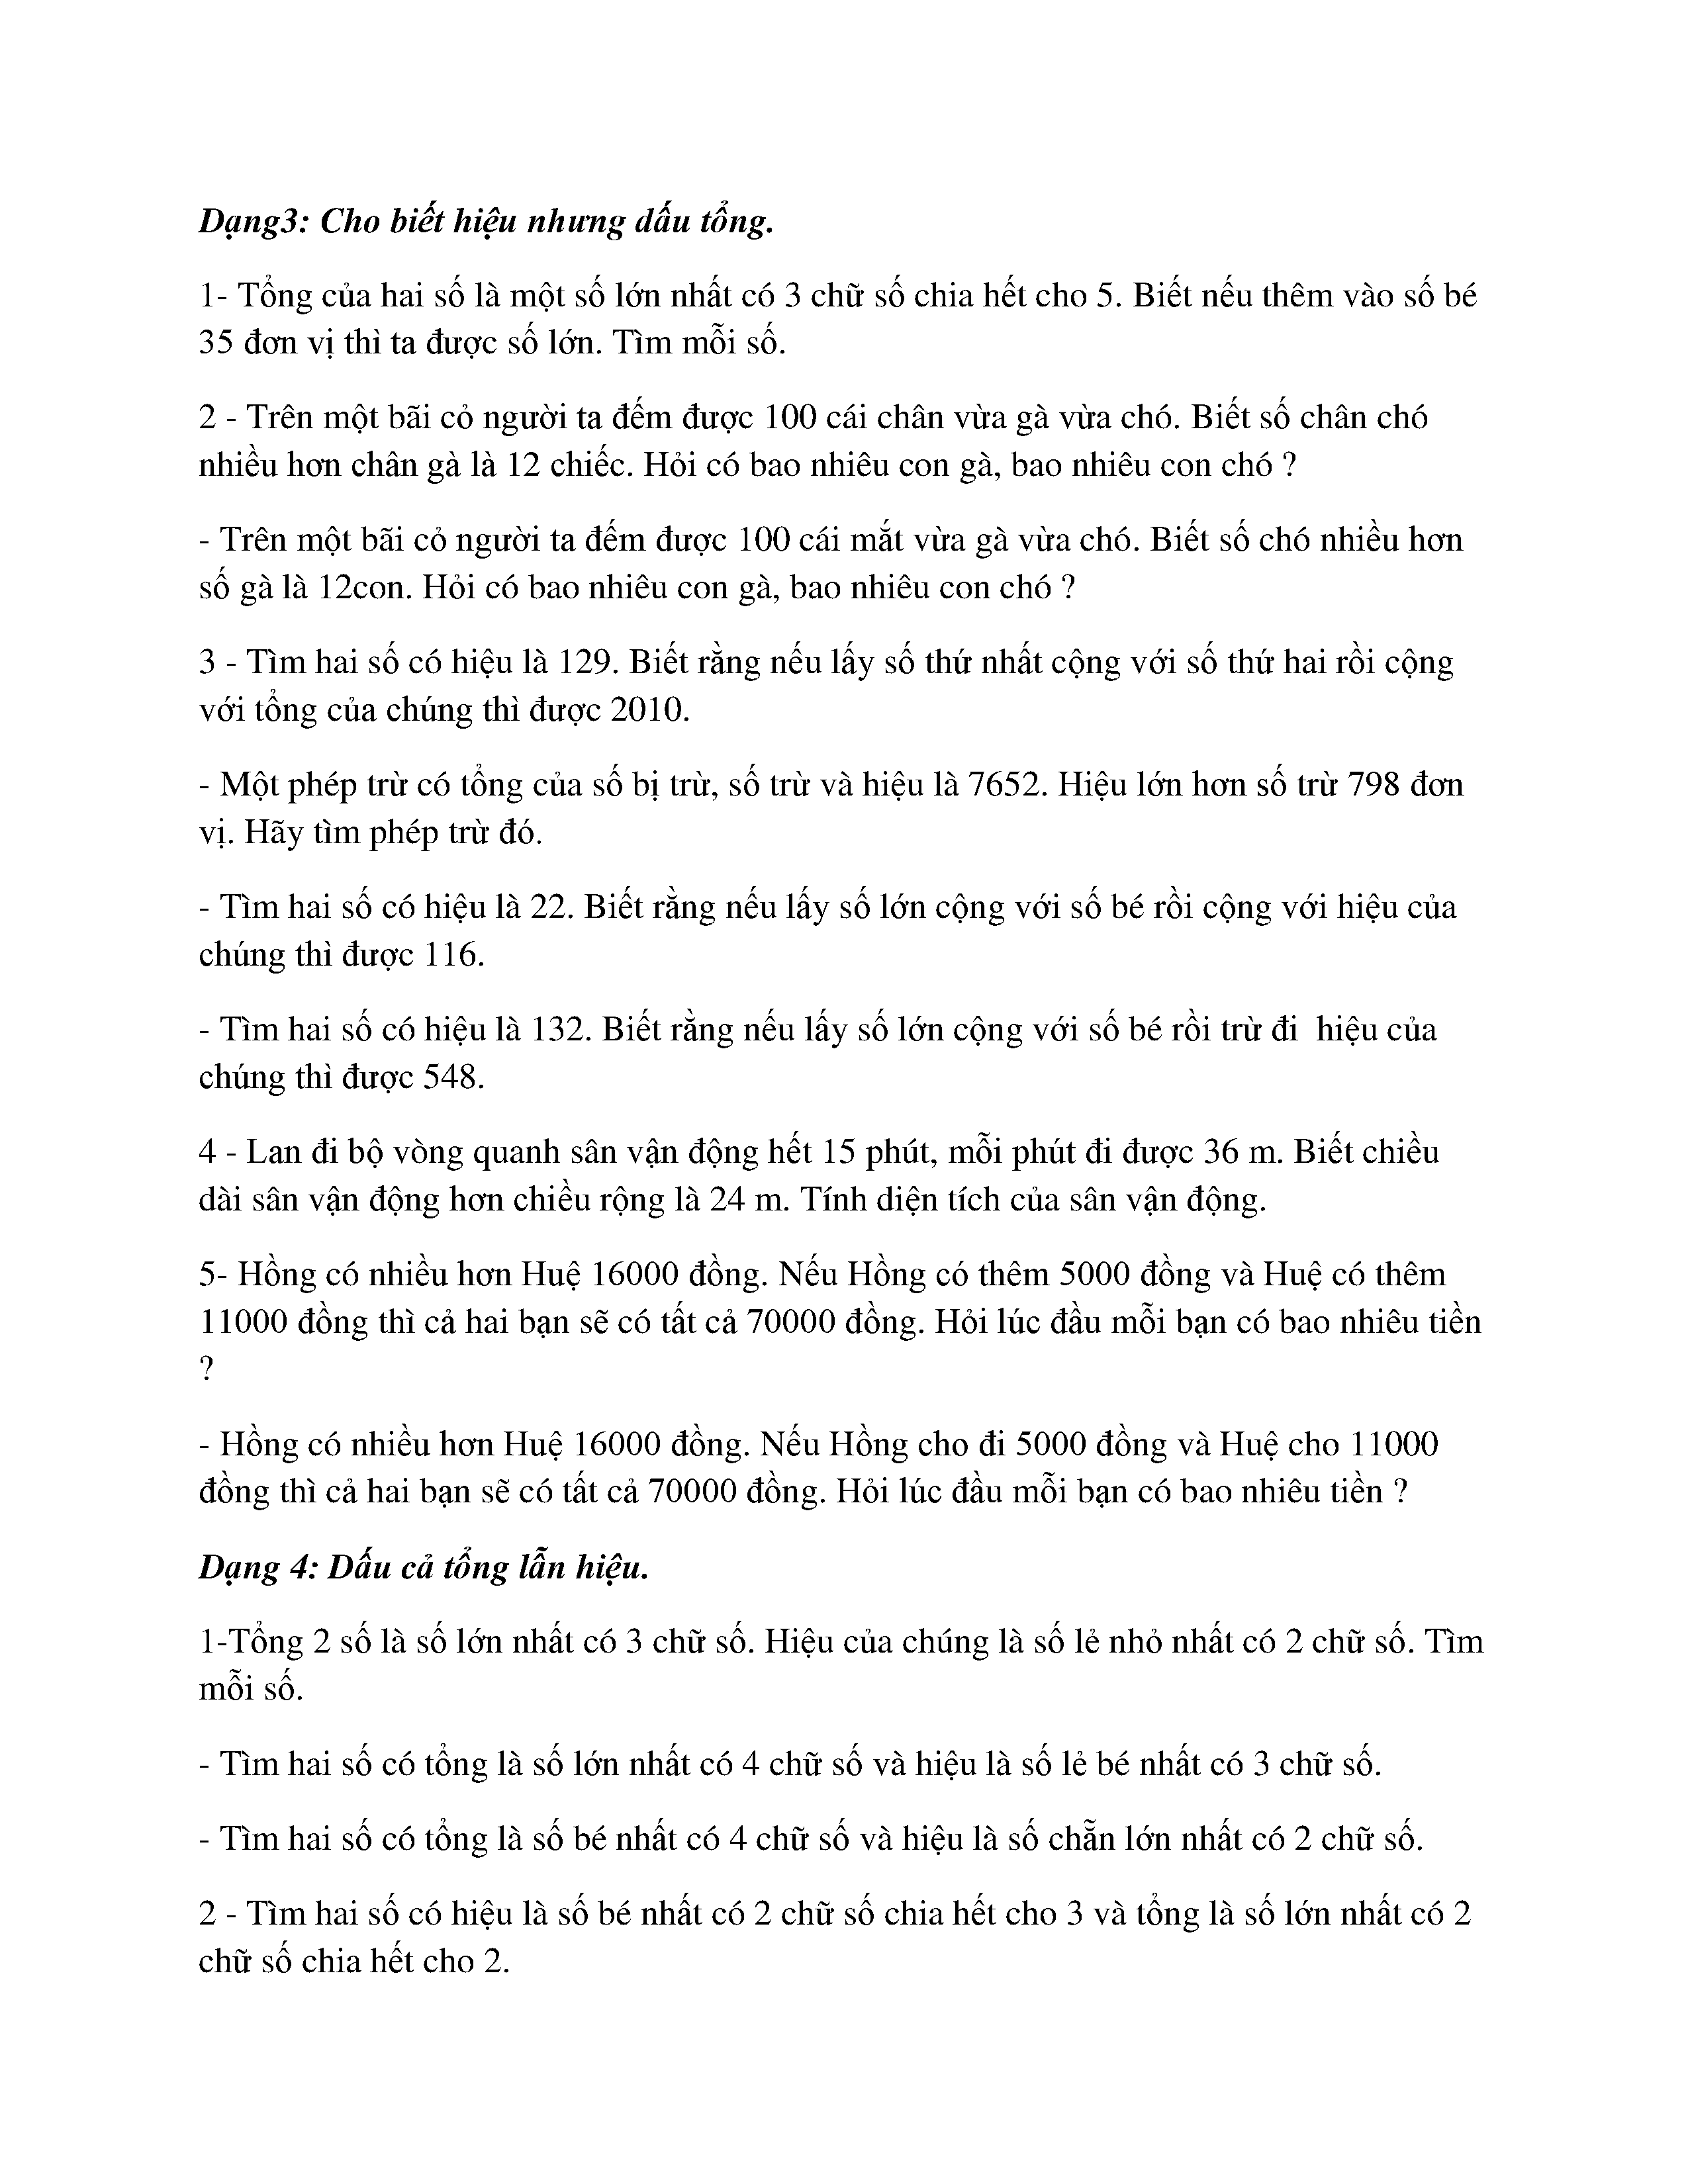 Dạng3: Cho biết hiệu nhưng dấu tổng.
1- Tổng của hai số là một số lớn nhất có 3 chữ số chia hết cho 5. Biết nếu thêm vào số bé
35 đơn vị thì ta được số lớn. Tìm mỗi số.
2 - Trên một bãi cỏ người ta đếm được 100 cái chân vừa gà vừa chó. Biết số chân chó
nhiều hơn chân gà là 12 chiếc. Hỏi có bao nhiêu con gà, bao nhiêu con chó ?
- Trên một bãi cỏ người ta đếm được 100 cái mắt vừa gà vừa chó. Biết số chó nhiều hơn
số gà là 12con. Hỏi có bao nhiêu con gà, bao nhiêu con chó ?
3 - Tìm hai số có hiệu là 129. Biết rằng nếu lấy số thứ nhất cộng với số thứ hai rồi cộng
với tổng của chúng thì được 2010.
- Một phép trừ có tổng của số bị trừ, số trừ và hiệu là 7652. Hiệu lớn hơn số trừ 798 đơn
vị. Hãy tìm phép trừ đó.
- Tìm hai số có hiệu là 22. Biết rằng nếu lấy số lớn cộng với số bé rồi cộng với hiệu của
chúng thì được 116.
- Tìm hai số có hiệu là 132. Biết rằng nếu lấy số lớn cộng với số bé rồi trừ đi  hiệu của
chúng thì được 548.
4 - Lan đi bộ vòng quanh sân vận động hết 15 phút, mỗi phút đi được 36 m. Biết chiều
dài sân vận động hơn chiều rộng là 24 m. Tính diện tích của sân vận động.
5- Hồng có nhiều hơn Huệ 16000 đồng. Nếu Hồng có thêm 5000 đồng và Huệ có thêm
11000 đồng thì cả hai bạn sẽ có tất cả 70000 đồng. Hỏi lúc đầu mỗi bạn có bao nhiêu tiền
?
- Hồng có nhiều hơn Huệ 16000 đồng. Nếu Hồng cho đi 5000 đồng và Huệ cho 11000
đồng thì cả hai bạn sẽ có tất cả 70000 đồng. Hỏi lúc đầu mỗi bạn có bao nhiêu tiền ?
Dạng 4: Dấu cả tổng lẫn hiệu.
1-Tổng 2 số là số lớn nhất có 3 chữ số. Hiệu của chúng là số lẻ nhỏ nhất có 2 chữ số. Tìm
mỗi số.
- Tìm hai số có tổng là số lớn nhất có 4 chữ số và hiệu là số lẻ bé nhất có 3 chữ số.
- Tìm hai số có tổng là số bé nhất có 4 chữ số và hiệu là số chẵn lớn nhất có 2 chữ số.
2 - Tìm hai số có hiệu là số bé nhất có 2 chữ số chia hết cho 3 và tổng là số lớn nhất có 2
chữ số chia hết cho 2.